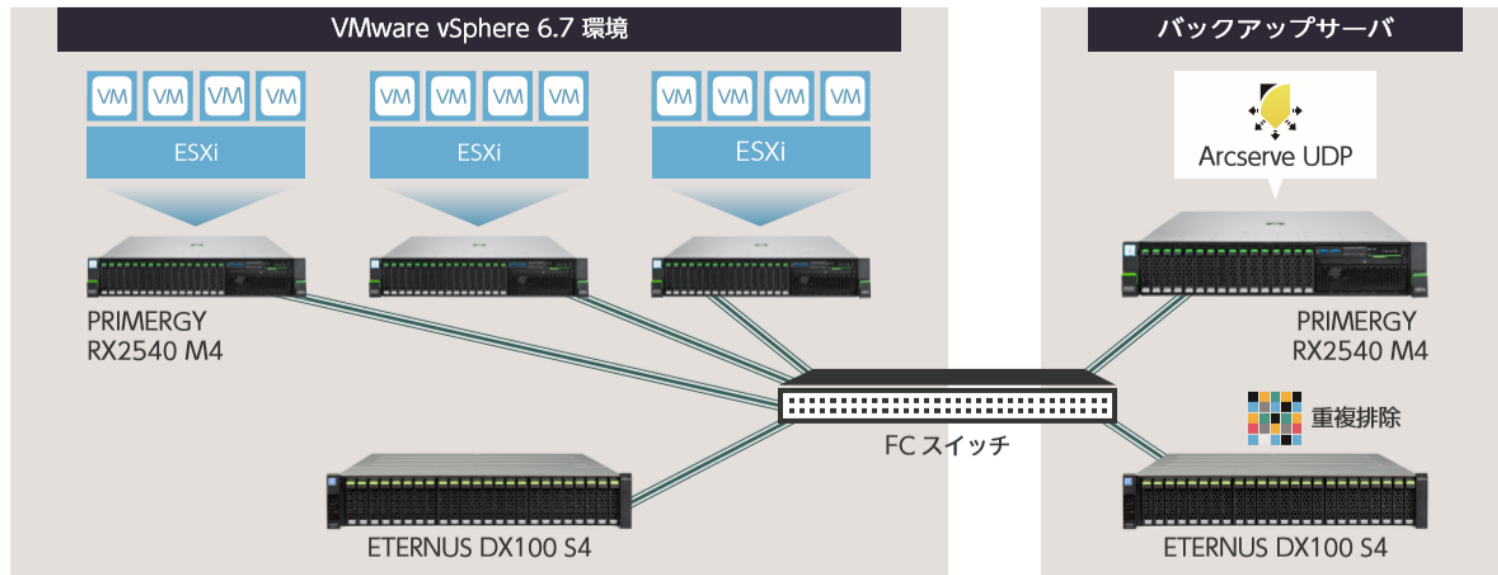 VMware vSphere 6.7 環境
VM VM VM VM
VM VM VM VM
VM VM VM VM
ESXi
ESXi
ESXi
PRIMERGY
RX2540 M4
ETERNUS DX100 S4
FC スイッチ
バックアップサーバ
Arcserve UDP
PRIMERGY
RX2540 M4
重複排除
ETERNUS DX100 S4